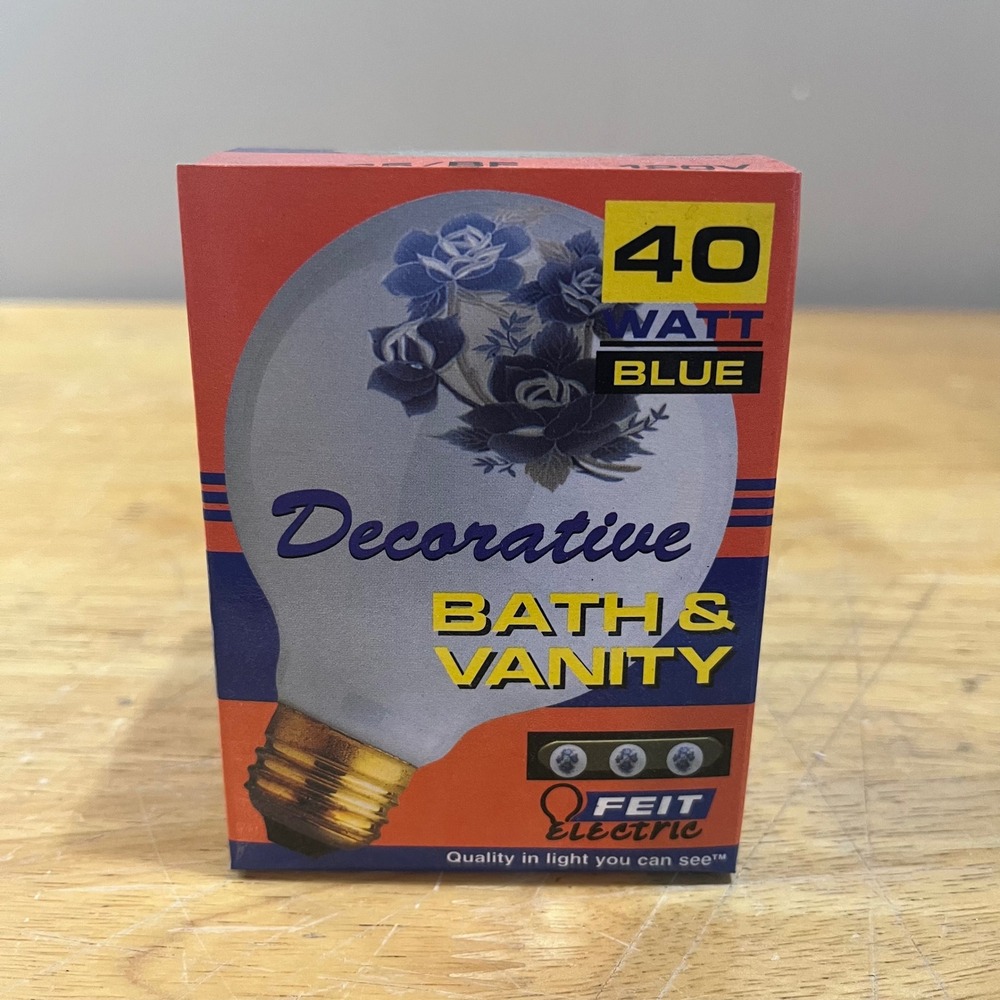 40
WATT
BLUE
Decorative
BATH &
VANITY
FEIT
ELECTRIC
Quality in light you can see™